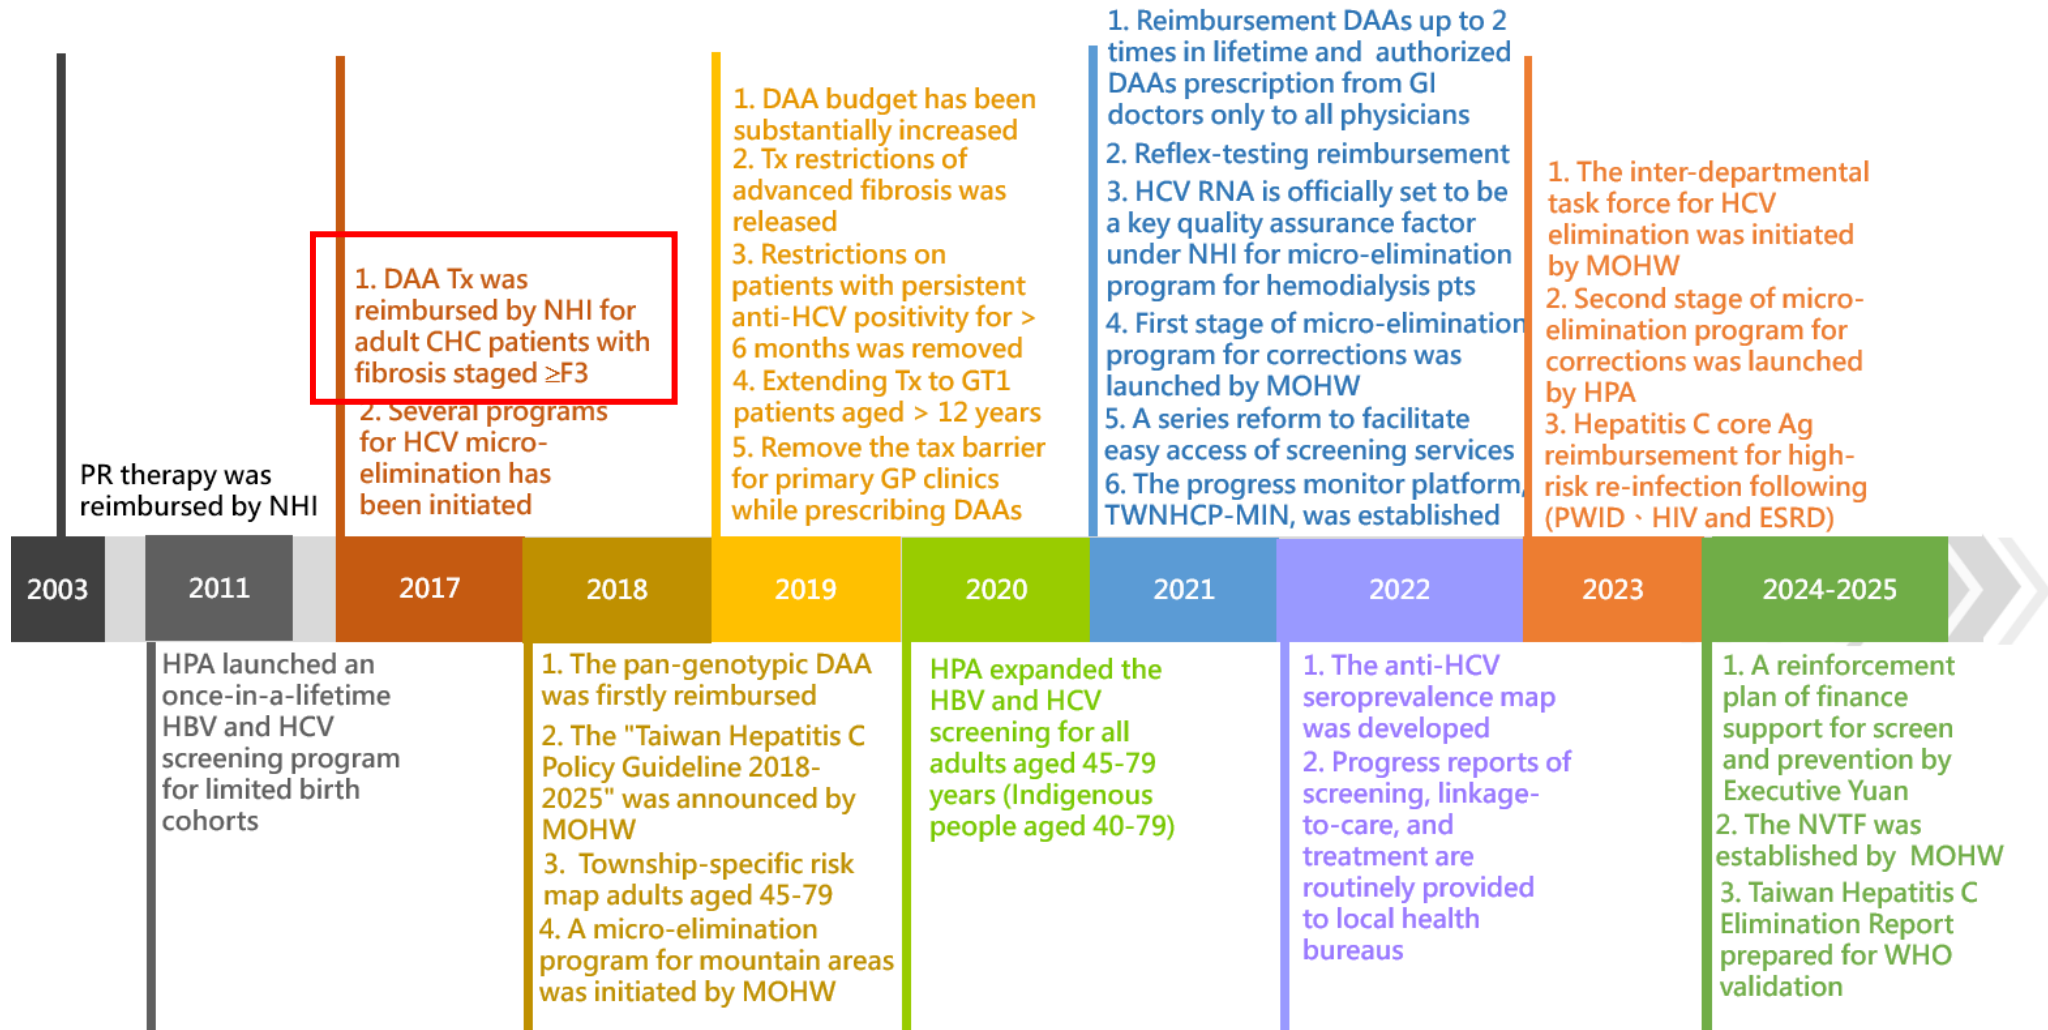 PR therapy was
reimbursed by NHI
1. DAA Tx was
reimbursed by NHI for
adult CHC patients with
fibrosis staged ≥F3
2. Several programs
for HCV micro-
elimination has
been initiated
1. DAA budget has been
substantially increased
2. Tx restrictions of
advanced fibrosis was
released
3. Restrictions on
patients with persistent
anti-HCV positivity for >
6 months was removed
4. Extending Tx to GT1
patients aged > 12 years
5. Remove the tax barrier
for primary GP clinics
while prescribing DAAs
1. Reimbursement DAAs up to 2
times in lifetime and authorized
DAAs prescription from GI
doctors only to all physicians
2. Reflex-testing reimbursement
3. HCV RNA is officially set to be
a key quality assurance factor
under NHI for micro-elimination
program for hemodialysis pts
4. First stage of micro-elimination
program for corrections was
launched by MOHW
5. A series reform to facilitate
easy access of screening services
6. The progress monitor platform,
TWNHCP-MIN, was established
1. The inter-departmental
task force for HCV
elimination was initiated
by MOHW
2. Second stage of micro-
elimination program for
corrections was launched
by HPA
3. Hepatitis C core Ag
reimbursement for high-
risk re-infection following
(PWID、HIV and ESRD)
2003
2011
2017
2018
2019
2020
2021
2022
2023
2024-2025
HPA launched an
once-in-a-lifetime
HBV and HCV
screening program
for limited birth
cohorts
1. The pan-genotypic DAA
was firstly reimbursed
2. The "Taiwan Hepatitis C
Policy Guideline 2018-
2025" was announced by
MOHW
3. Township-specific risk
map adults aged 45-79
4. A micro-elimination
program for mountain areas
was initiated by MOHW
HPA expanded the
HBV and HCV
screening for all
adults aged 45-79
years (Indigenous
people aged 40-79)
1. The anti-HCV
seroprevalence map
was developed
2. Progress reports of
screening, linkage-
to-care, and
treatment are
routinely provided
to local health
bureaus
1. A reinforcement
plan of finance
support for screen
and prevention by
Executive Yuan
2. The NVTF was
established by MOHW
3. Taiwan Hepatitis C
Elimination Report
prepared for WHO
validation